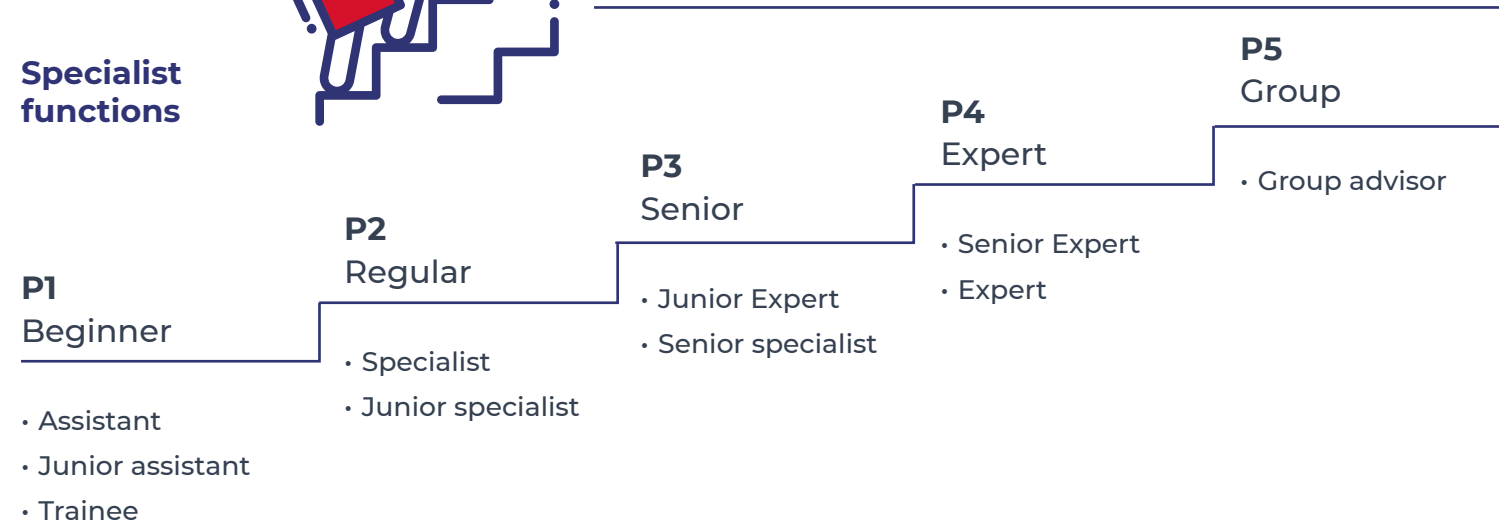 Specialist
functions
P1
Beginner
• Assistant
• Junior assistant
• Trainee
P2
Regular
• Specialist
• Junior specialist
P3
Senior
• Junior Expert
• Senior specialist
P4
Expert
• Senior Expert
• Expert
P5
Group
• Group advisor